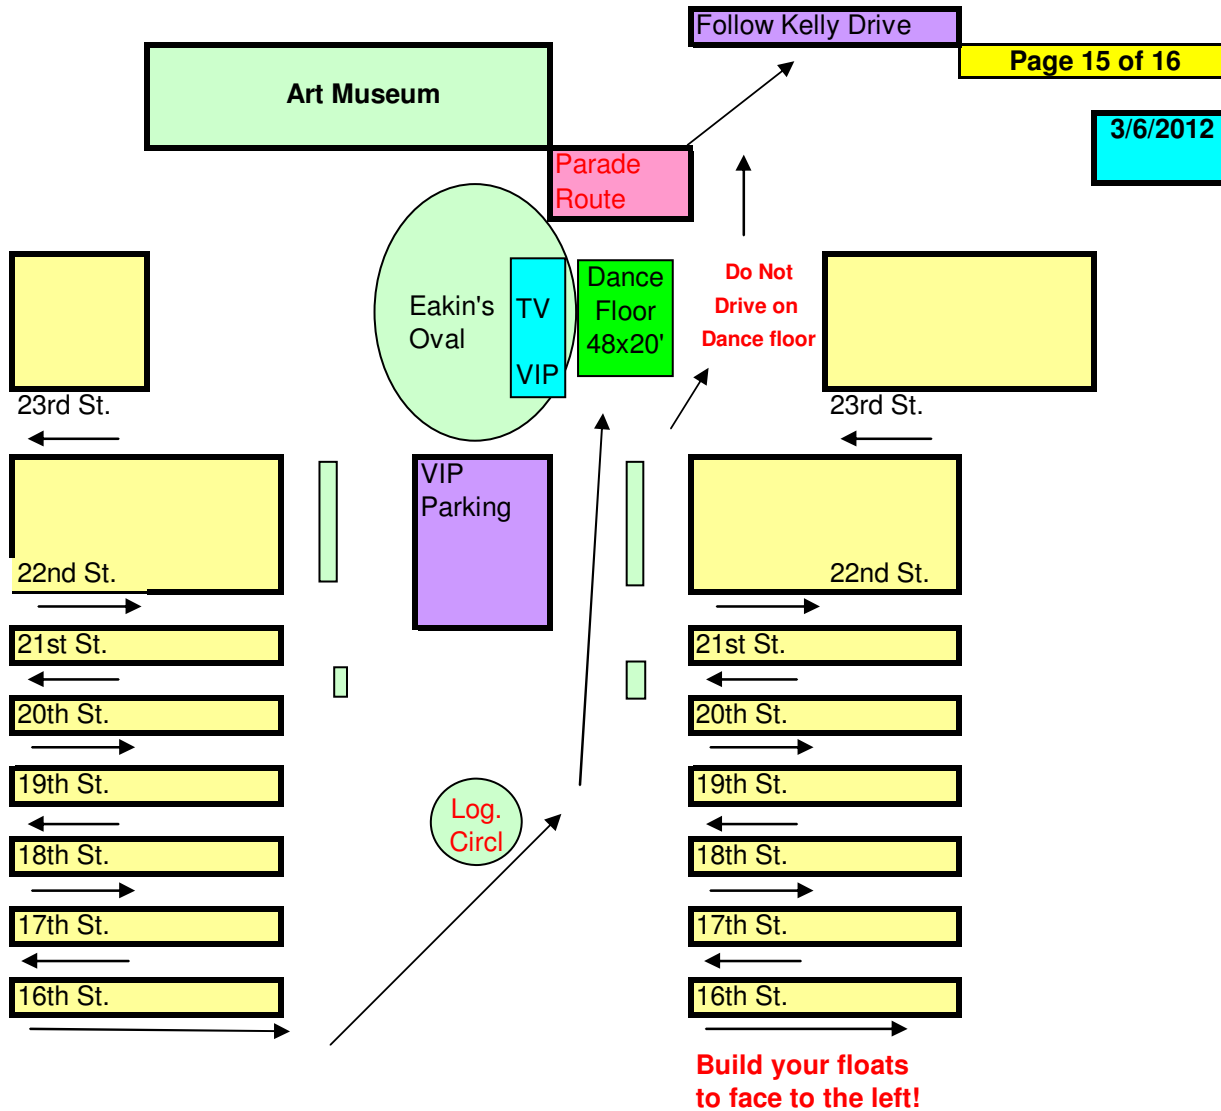 Follow Kelly Drive
Page 15 of 16
Art Museum
3/6/2012
Parade
Route
Do Not
Drive on
Dance floor
Dance
Floor
48x20'
TV
VIP
Eakin's
Oval
23rd St.
23rd St.
VIP
Parking
22nd St.
22nd St.
21st St.
21st St.
20th St.
20th St.
19th St.
19th St.
Log.
Circl
18th St.
18th St.
17th St.
17th St.
16th St.
16th St.
Build your floats
to face to the left!